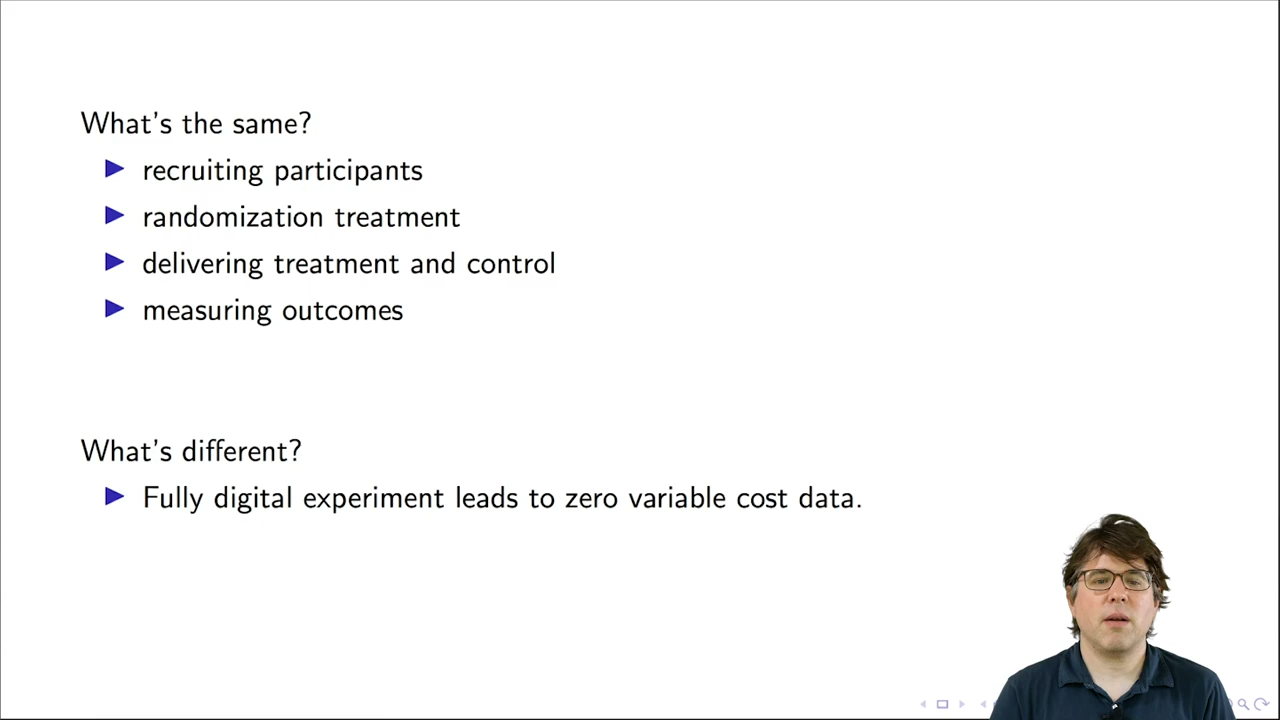 What's the same?
▶ recruiting participants
▶ randomization treatment
▶ delivering treatment and control
▶ measuring outcomes
What's different?
▶ Fully digital experiment leads to zero variable cost data.